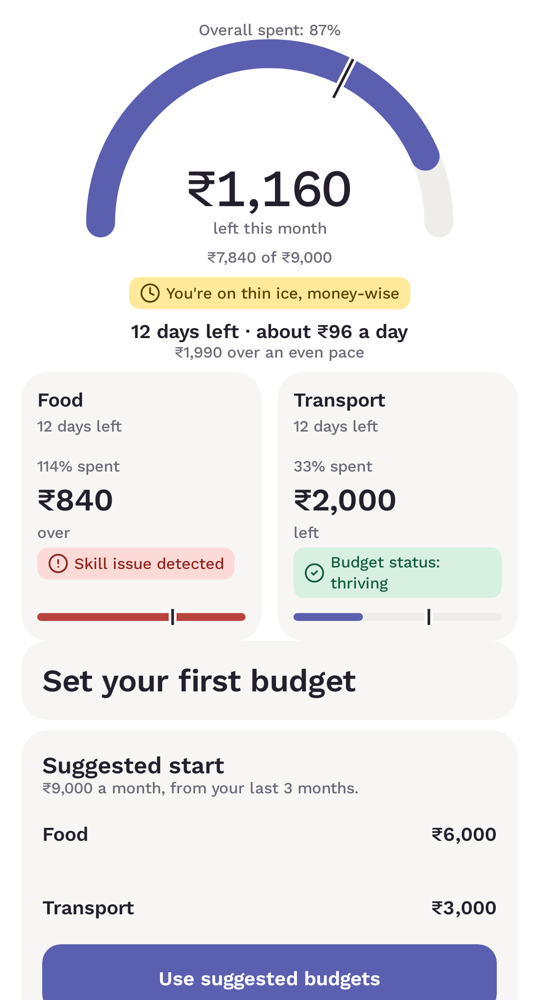 Overall spent: 87%
₹1,160
left this month
₹7,840 of ₹9,000
You're on thin ice, money-wise
12 days left · about ₹96 a day
₹1,990 over an even pace
Food
12 days left
114% spent
₹840
over
Skill issue detected
Transport
12 days left
33% spent
₹2,000
left
Budget status:
thriving
Set your first budget
Suggested start
₹9,000 a month, from your last 3 months.
Food ₹6,000
Transport ₹3,000
Use suggested budgets